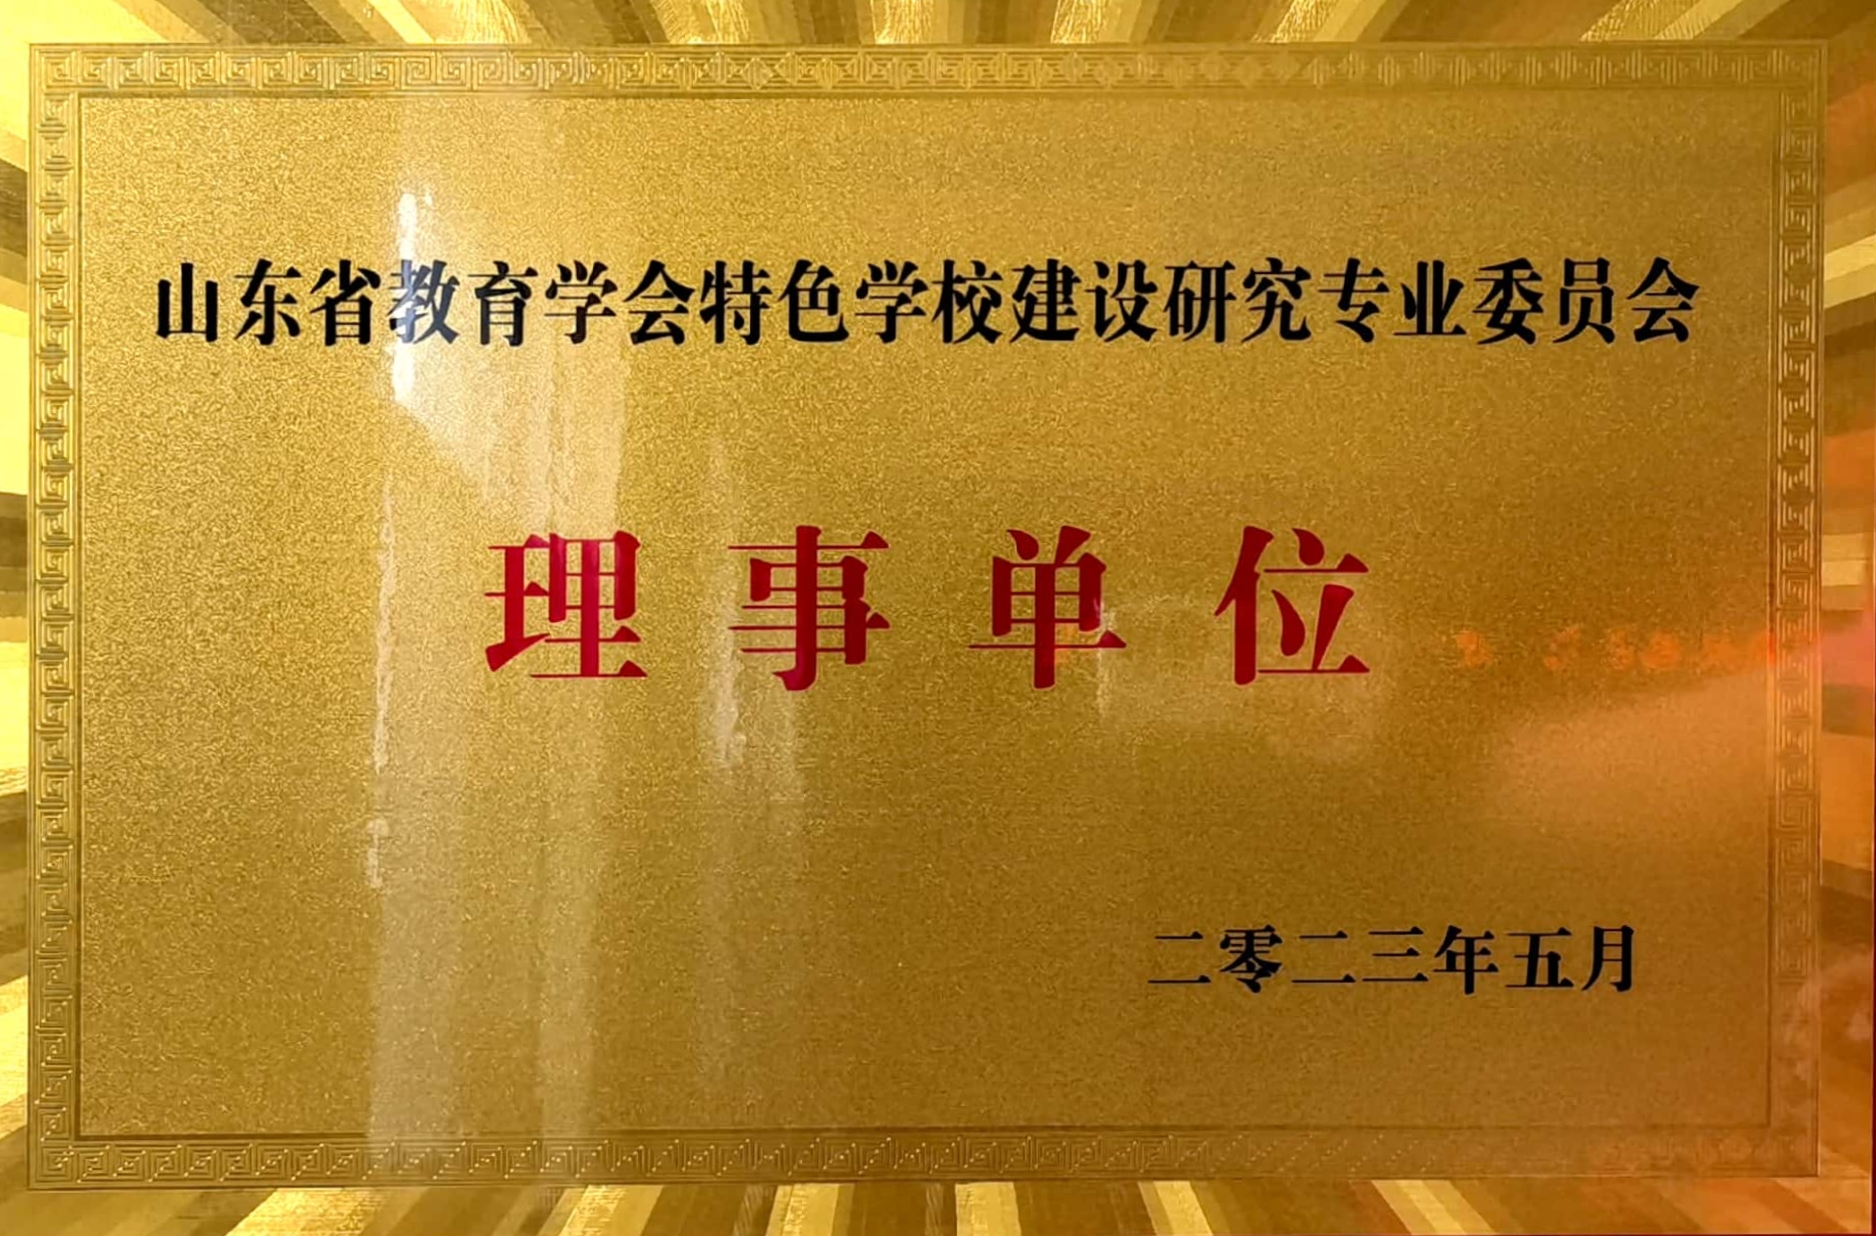 山东省教育学会特色学校建设研究专业委员会
理事单位
二零二三年五月